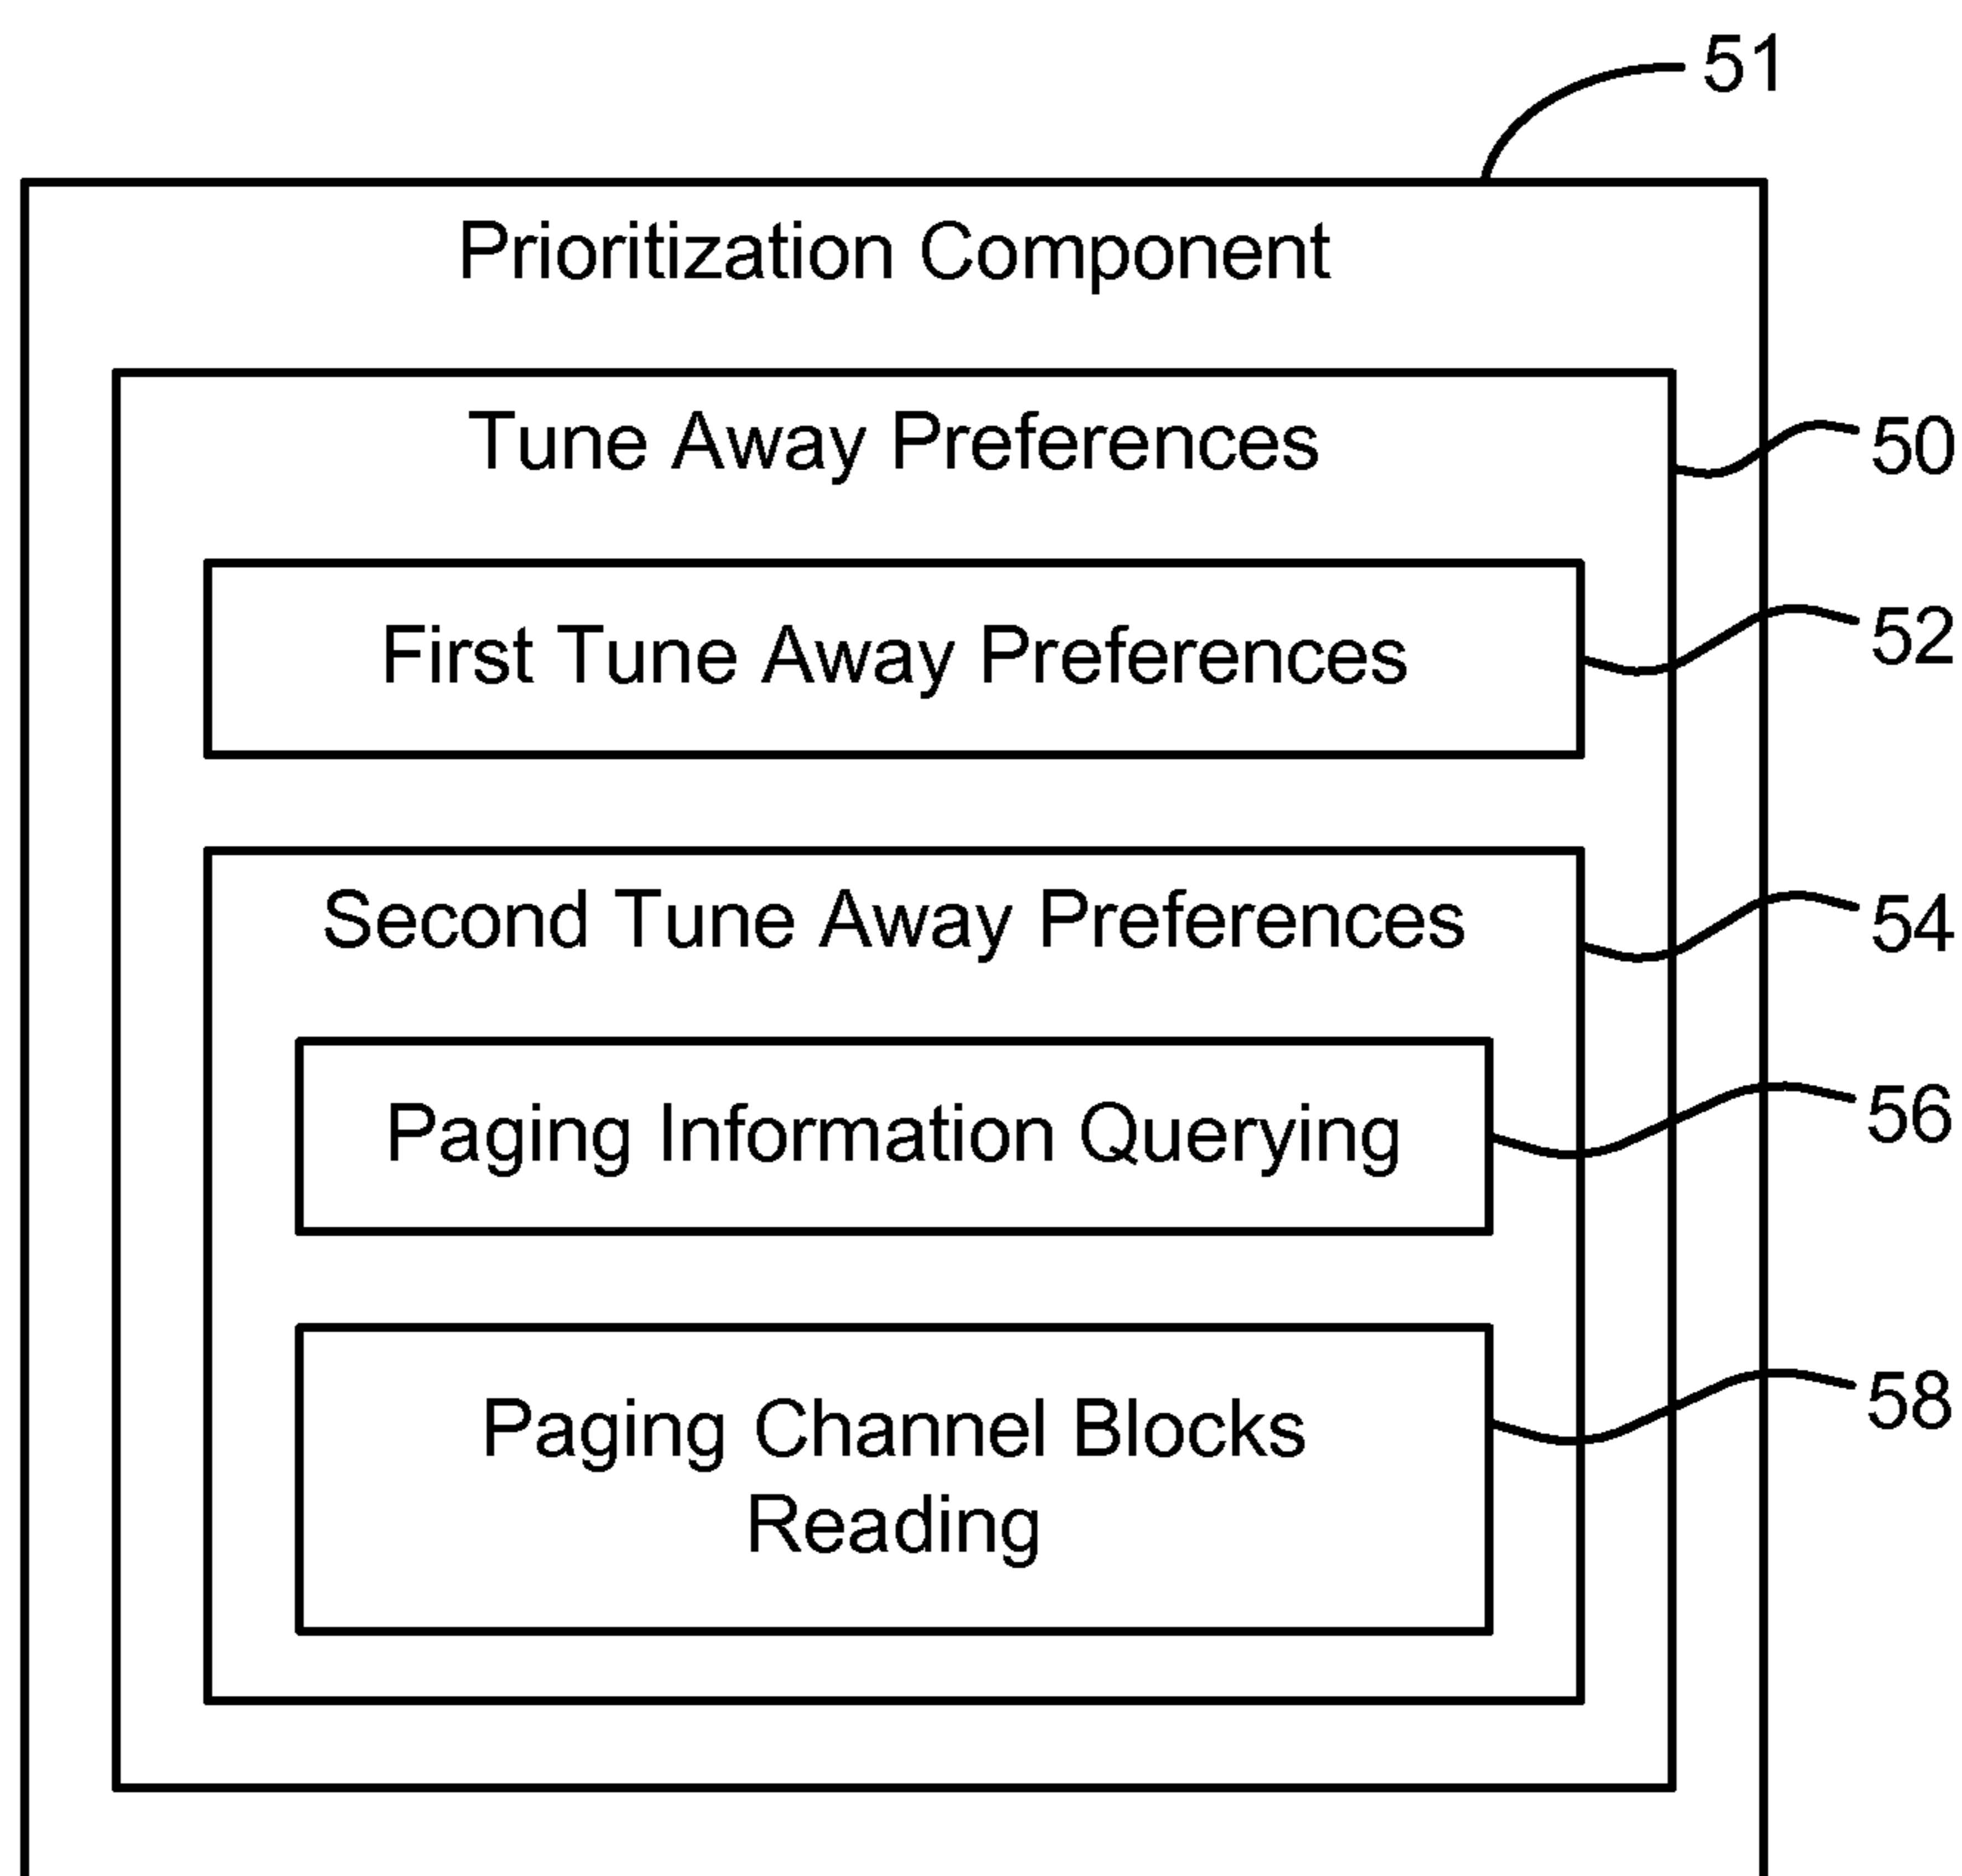 51
Prioritization Component
Tune Away Preferences
50
First Tune Away Preferences
52
Second Tune Away Preferences
54
Paging Information Querying
56
Paging Channel Blocks
Reading
58